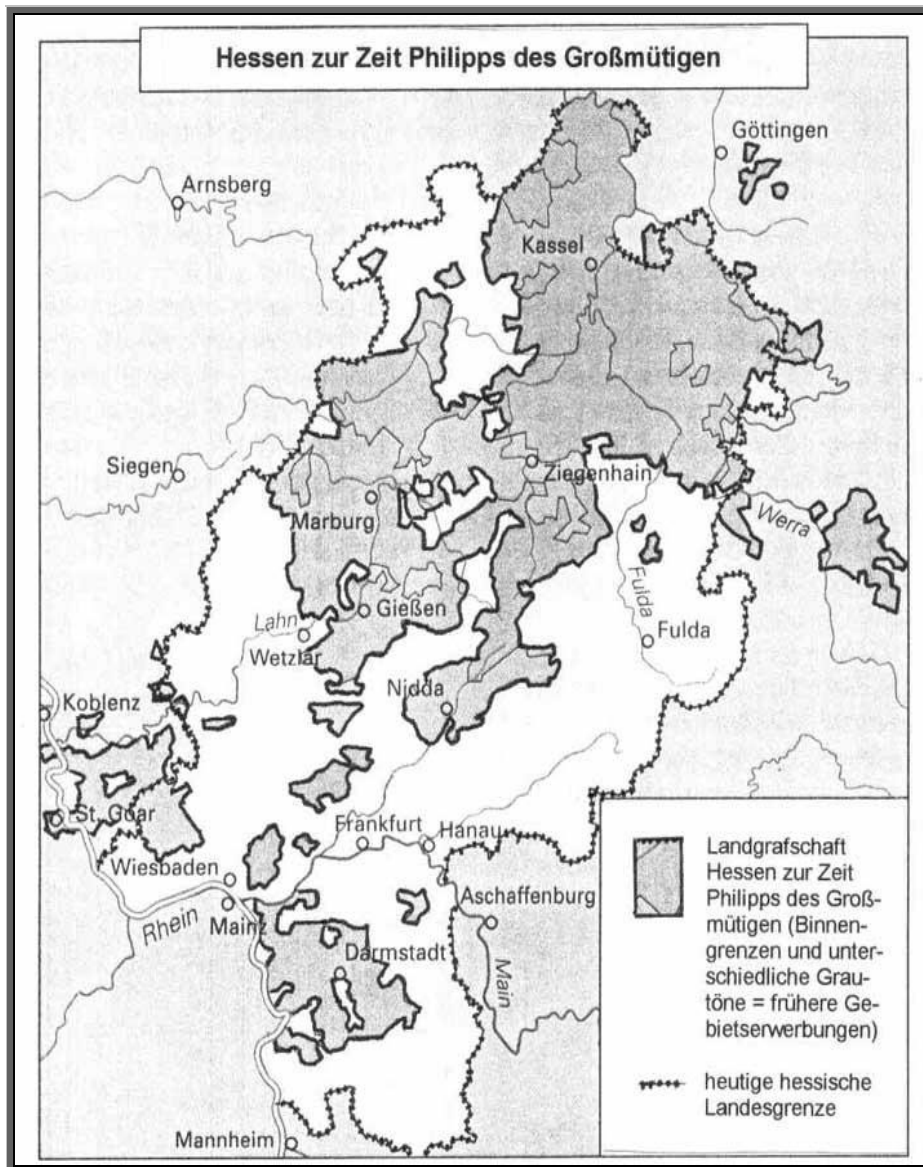 Hessen zur Zeit Philipps des Großmütigen
Göttingen
Arnsberg
Kassel
Siegen
Ziegenhain
Marburg
Werra
Fulda
Lahn
Gießen
Fulda
Wetzlar
Nidda
Koblenz
St. Goar
Frankfurt
Hanau
Wiesbaden
Aschaffenburg
Rhein
Mainz
Darmstadt
Main
Mannheim
Landgrafschaft
Hessen zur Zeit
Philipps des Groß-
mütigen (Binnen-
grenzen und unter-
schiedliche Grau-
töne = frühere Ge-
bietserwerbungen)
heutige hessische
Landesgrenze